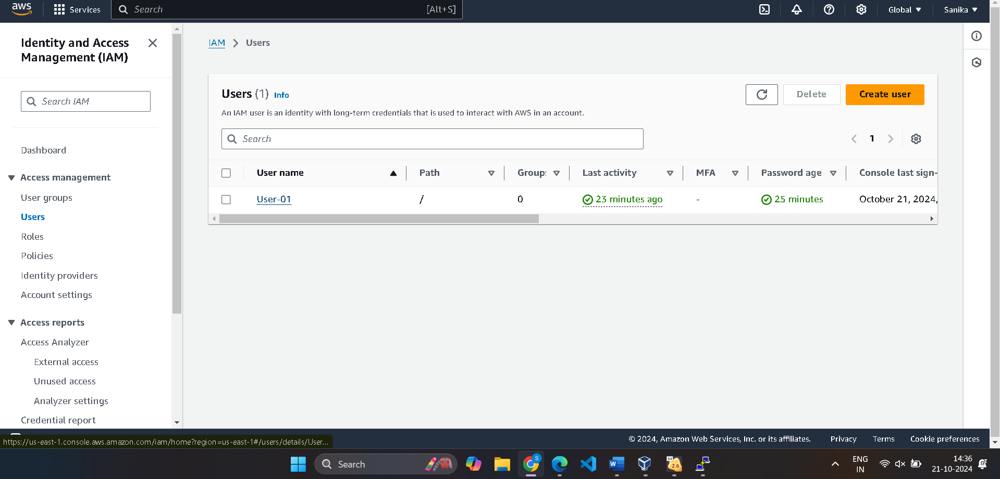 aws
Services
Search
[Alt+S]
Global
Sanika
Identity and Access
Management (IAM)
Search IAM
Dashboard
Access management
User groups
Users
Roles
Policies
Identity providers
Account settings
Access reports
Access Analyzer
External access
Unused access
Analyzer settings
Credential report
IAM > Users
Users (1) Info
Delete
Create user
An IAM user is an identity with long-term credentials that is used to interact with AWS in an account.
Search
1
User name Path Group: Last activity MFA Password age Console last sign-
User-01 / 0 23 minutes ago - 25 minutes October 21, 2024,
https://us-east-1.console.aws.amazon.com/iam/home?region=us-east-1#/users/details/User...
© 2024, Amazon Web Services, Inc. or its affiliates. Privacy Terms Cookie preferences
Search
S
W
64
2.6
ENG
IN
14:36
21-10-2024